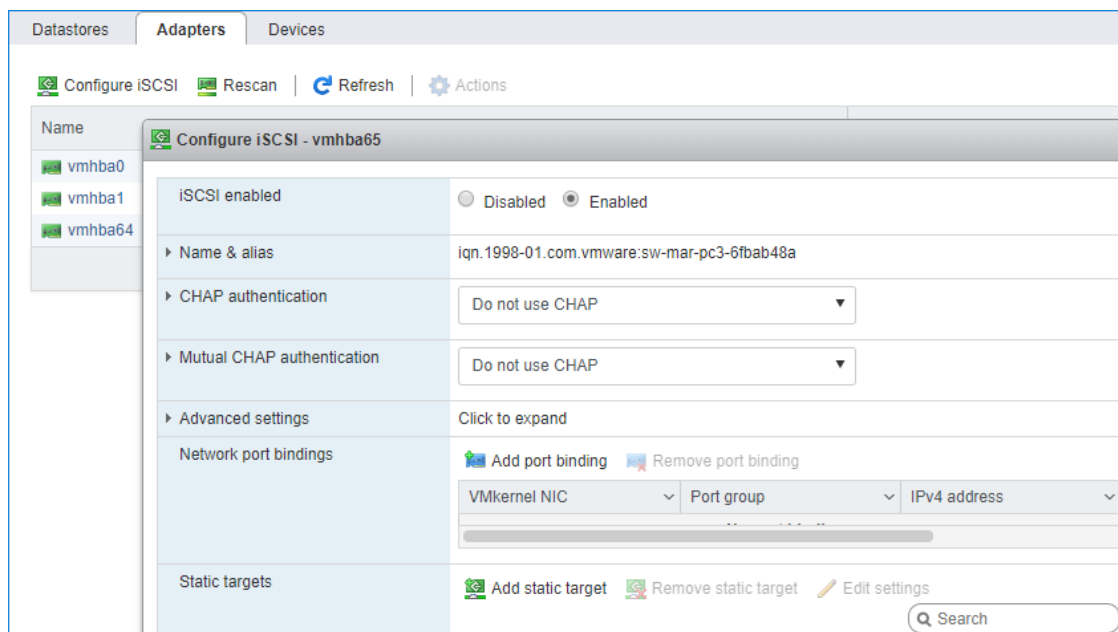 Datastores Adapters Devices
Configure iSCSI Rescan Refresh Actions
Name
Configure iSCSI - vmhba65
vmhba0
vmhba1
vmhba64
iSCSI enabled Disabled Enabled
Name & alias iqn.1998-01.com.vmware:sw-mar-pc3-6fbab48a
CHAP authentication Do not use CHAP
Mutual CHAP authentication Do not use CHAP
Advanced settings Click to expand
Network port bindings Add port binding Remove port binding
VMkernel NIC Port group IPv4 address
Static targets Add static target Remove static target Edit settings
Search